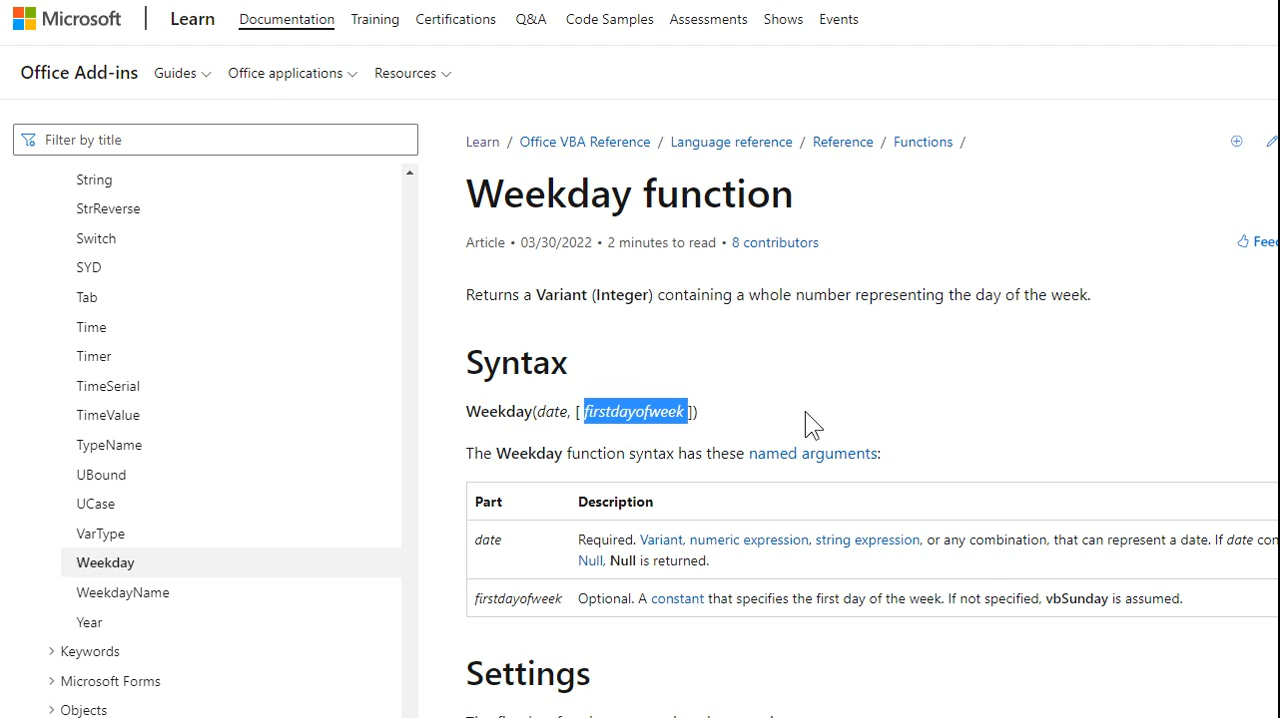 Microsoft | Learn Documentation Training Certifications Q&A Code Samples Assessments Shows Events
Office Add-ins Guides Office applications Resources
Filter by title
String
StrReverse
Switch
SYD
Tab
Time
Timer
TimeSerial
TimeValue
TypeName
UBound
UCase
VarType
Weekday
WeekdayName
Year
Keywords
Microsoft Forms
Objects
Learn / Office VBA Reference / Language reference / Reference / Functions /
Weekday function
Article • 03/30/2022 • 2 minutes to read • 8 contributors
Returns a Variant (Integer) containing a whole number representing the day of the week.
Syntax
Weekday(date, [ firstdayofweek ])
The Weekday function syntax has these named arguments:
Part Description
date Required. Variant, numeric expression, string expression, or any combination, that can represent a date. If date con
Null, Null is returned.
firstdayofweek Optional. A constant that specifies the first day of the week. If not specified, vbSunday is assumed.
Settings